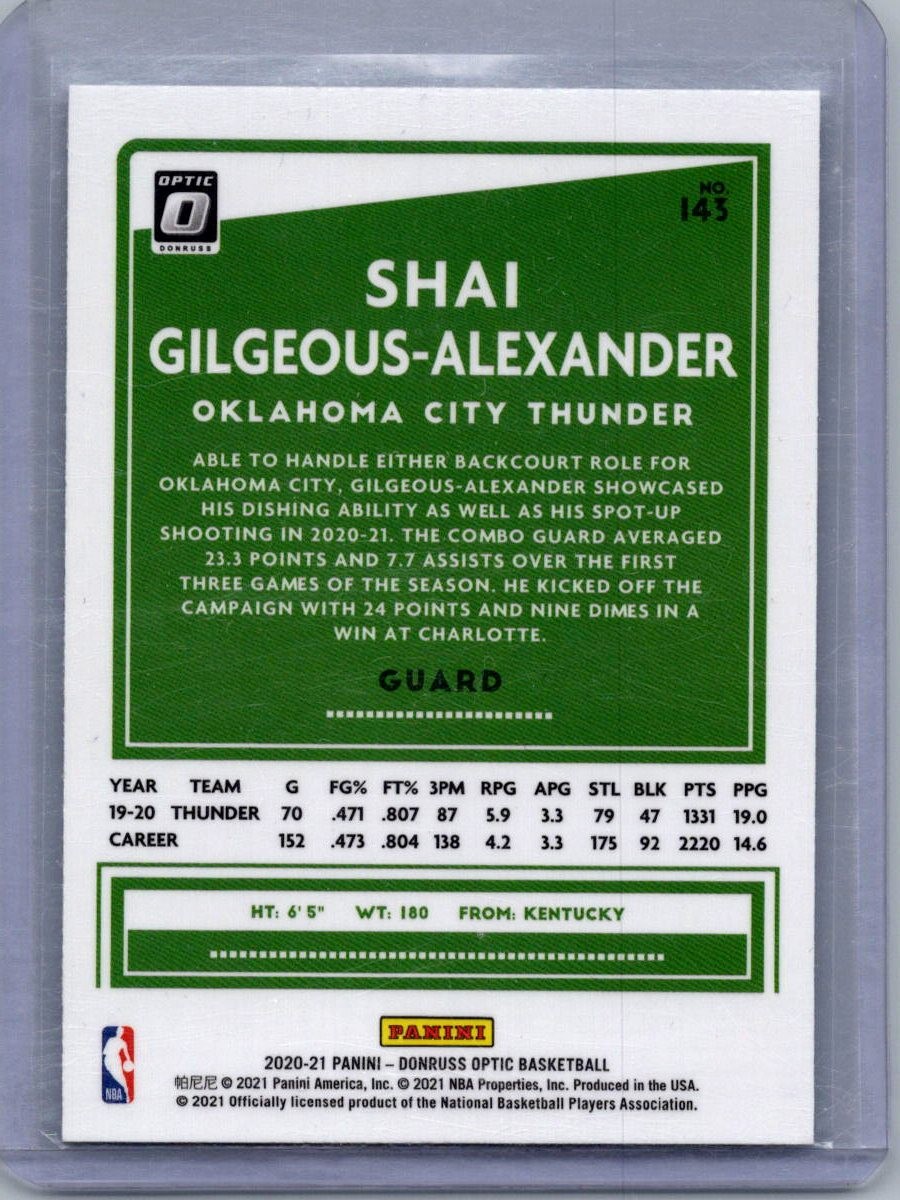 OPTIC
O
DONRUSS
NO.
143
SHAI
GILGEOUS-ALEXANDER
OKLAHOMA CITY THUNDER
ABLE TO HANDLE EITHER BACKCOURT ROLE FOR
OKLAHOMA CITY, GILGEOUS-ALEXANDER SHOWCASED
HIS DISHING ABILITY AS WELL AS HIS SPOT-UP
SHOOTING IN 2020-21. THE COMBO GUARD AVERAGED
23.3 POINTS AND 7.7 ASSISTS OVER THE FIRST
THREE GAMES OF THE SEASON. HE KICKED OFF THE
CAMPAIGN WITH 24 POINTS AND NINE DIMES IN A
WIN AT CHARLOTTE.
GUARD
YEAR TEAM G FG% FT% 3PM RPG APG STL BLK PTS PPG
19-20 THUNDER 70 .471 .807 87 5.9 3.3 79 47 1331 19.0
CAREER 152 .473 .804 138 4.2 3.3 175 92 2220 14.6
HT: 6' 5" WT: 180 FROM: KENTUCKY
PANINI
NBA
2020-21 PANINI – DONRUSS OPTIC BASKETBALL
帕尼尼 © 2021 Panini America, Inc. © 2021 NBA Properties, Inc. Produced in the USA.
© 2021 Officially licensed product of the National Basketball Players Association.